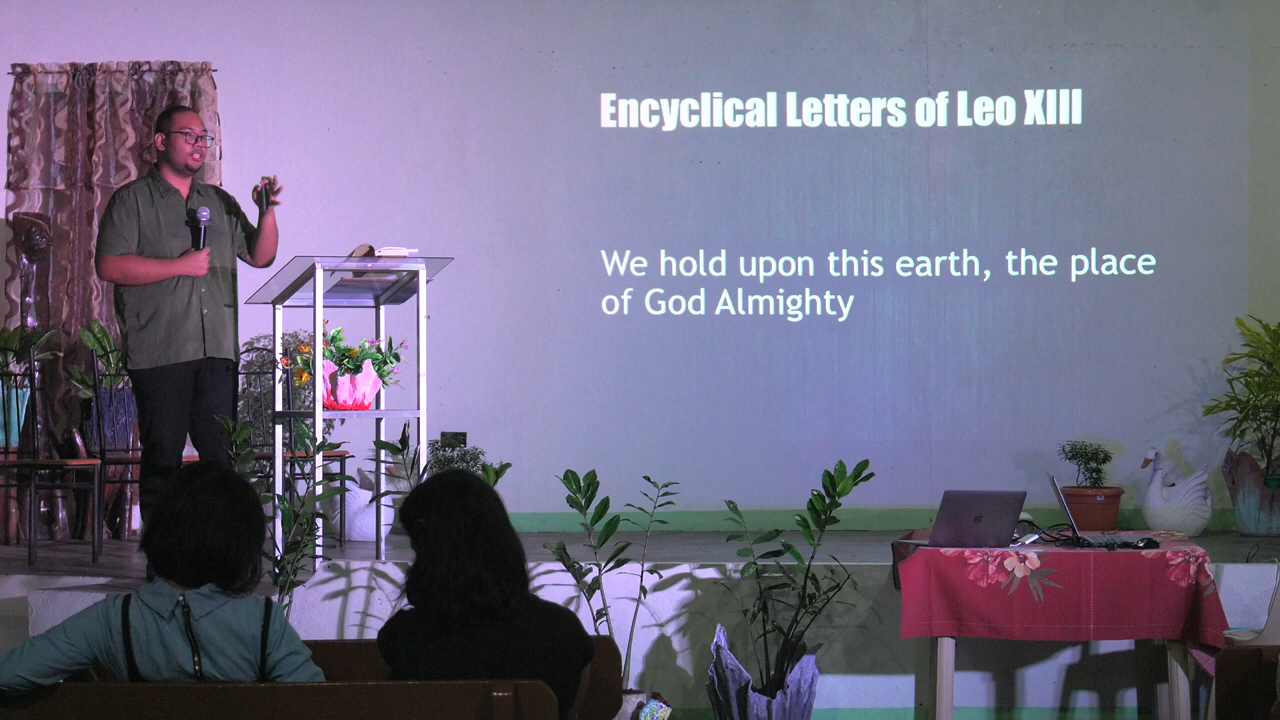 Encyclical Letters of Leo XIII
We hold upon this earth, the place
of God Almighty